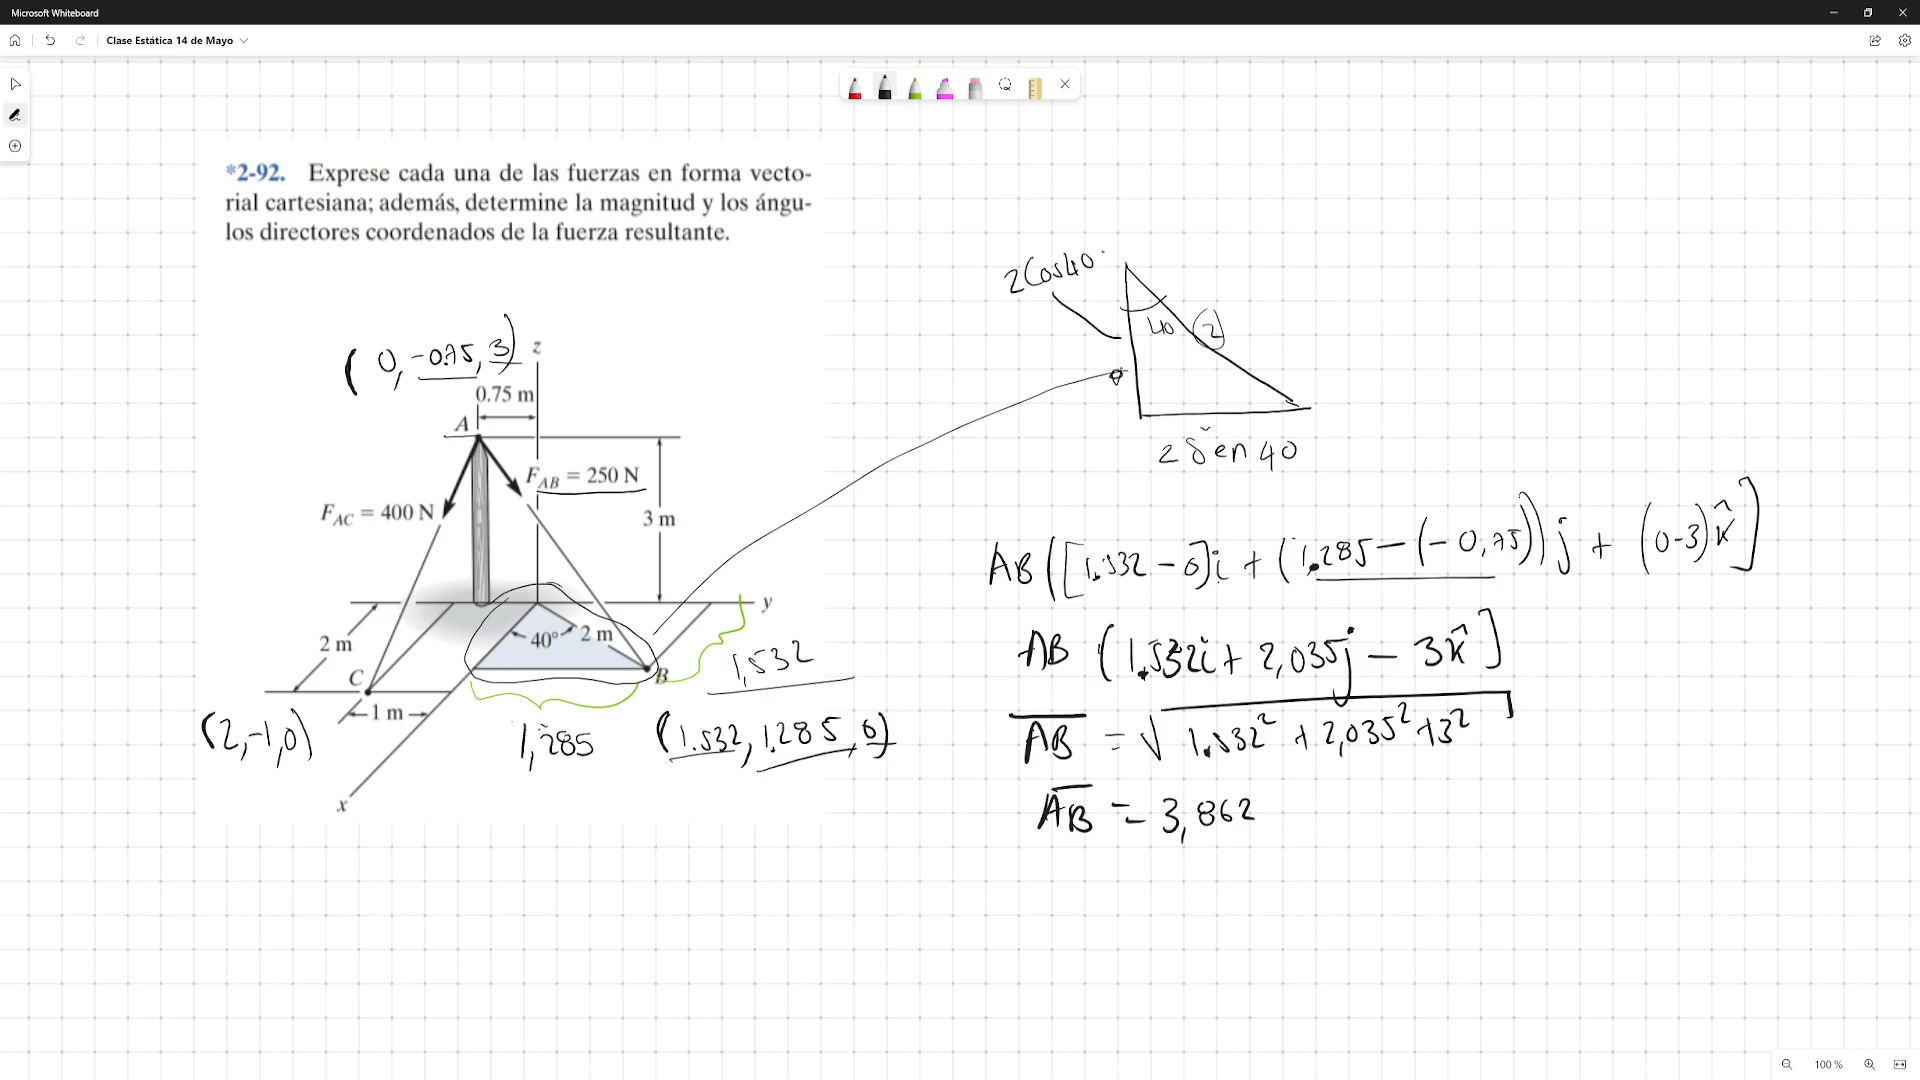 Microsoft Whiteboard
Clase Estática 14 de Mayo
*2-92. Exprese cada una de las fuerzas en forma vecto-
rial cartesiana; además, determine la magnitud y los ángu-
los directores coordenados de la fuerza resultante.
2Cos40
40
2
2 Sen 40
(0, -0.75, 3)
z
0.75 m
A
F_AB = 250 N
F_AC = 400 N
3 m
y
2 m
40°
2 m
C
B
1 m
x
1,532
(2,-1,0)
1,285
(1.532, 1.285, 0)
AB ([1.532 - 0]i + (1.285 - (-0,75))j + (0-3)k̂]
AB (1.532i + 2,035j - 3k̂]
AB = √1.532² + 2,035² + 3²
AB = 3,862
100 %